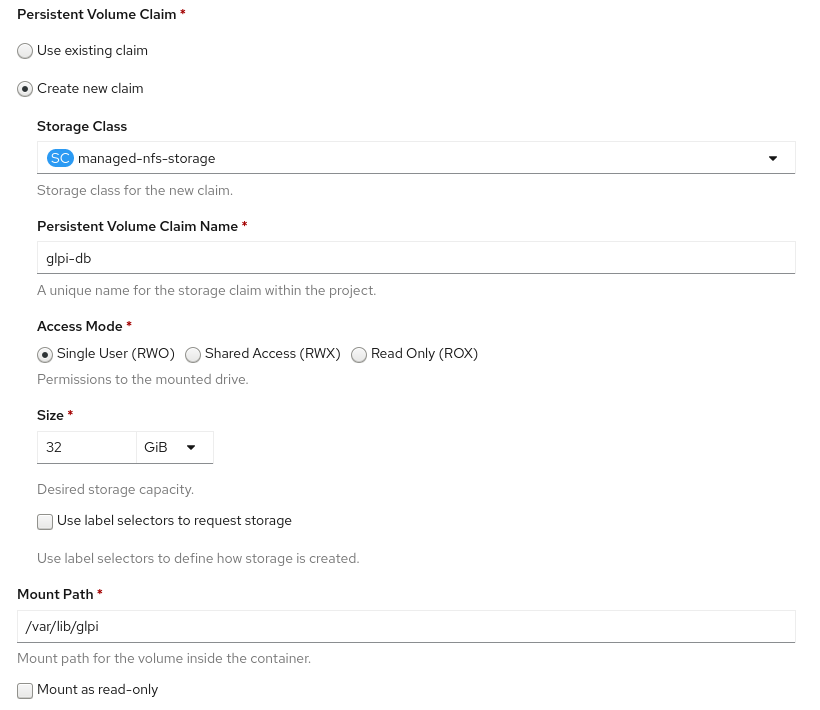 Persistent Volume Claim *
Use existing claim
Create new claim
Storage Class
SC managed-nfs-storage
Storage class for the new claim.
Persistent Volume Claim Name *
glpi-db
A unique name for the storage claim within the project.
Access Mode *
Single User (RWO) Shared Access (RWX) Read Only (ROX)
Permissions to the mounted drive.
Size *
32 GiB
Desired storage capacity.
Use label selectors to request storage
Use label selectors to define how storage is created.
Mount Path *
/var/lib/glpi
Mount path for the volume inside the container.
Mount as read-only